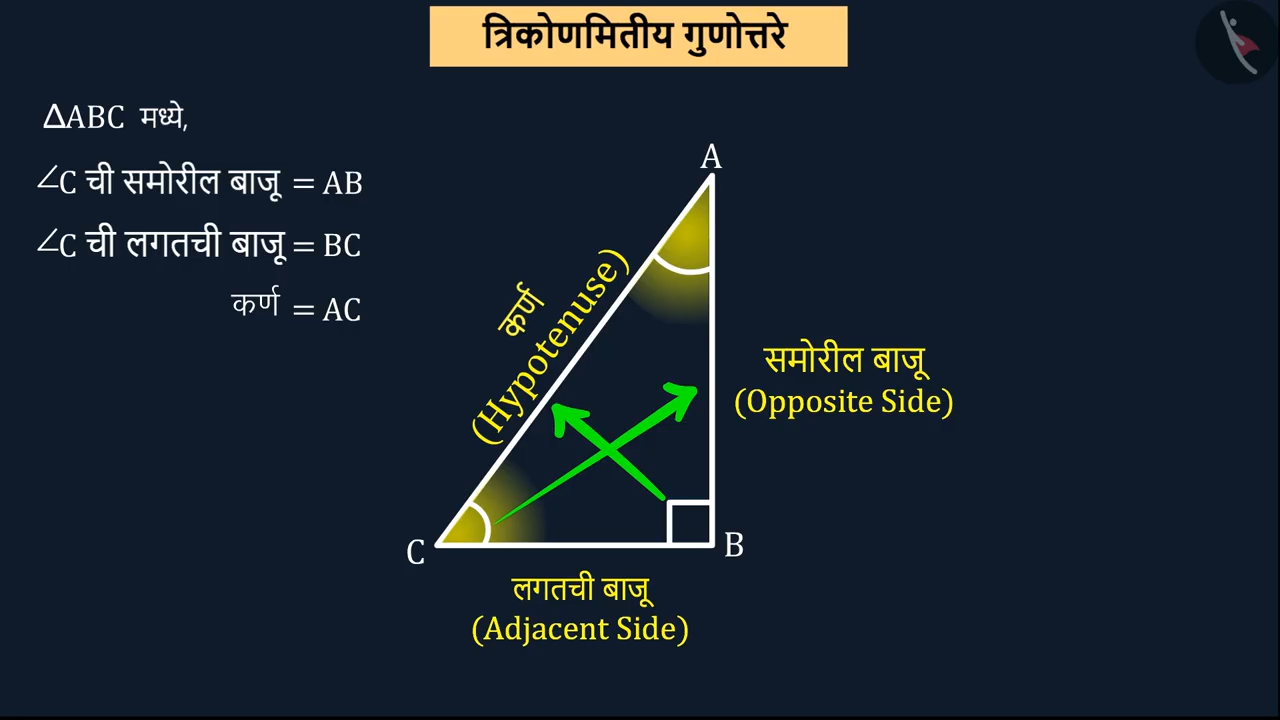 त्रिकोणमितीय गुणोत्तरे
ΔABC मध्ये,
∠C ची समोरील बाजू = AB
∠C ची लगतची बाजू = BC
कर्ण = AC
A
कर्ण
(Hypotenuse)
समोरील बाजू
(Opposite Side)
C
B
लगतची बाजू
(Adjacent Side)